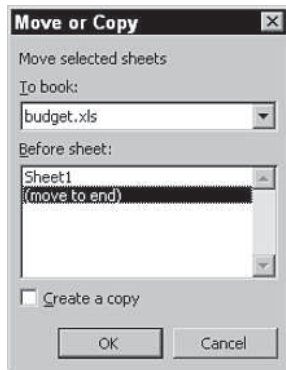 Move or Copy
Move selected sheets
To book:
budget.xls
Before sheet:
Sheet1
(move to end)
Create a copy
OK Cancel